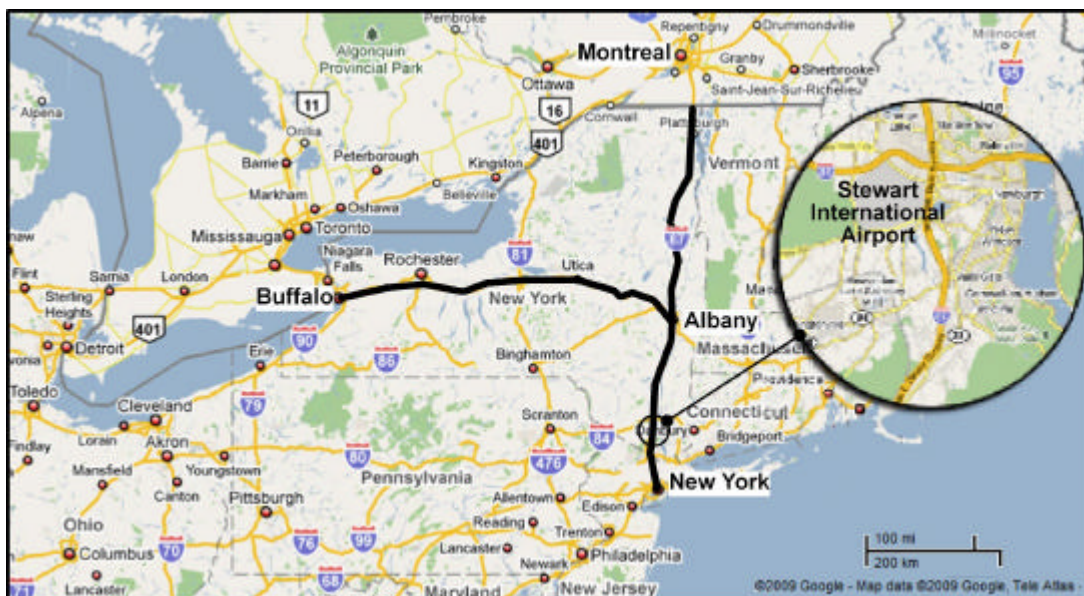 Pembroke
Repentigny
Drummondville
Algonquin
Provincial Park
Montreal
Granby
Ottawa
Sherbrooke
Saint-Jean-Sur-Richelieu
95
Alpena
11
16
Cornwall
401
Orillia
Barrie
Peterborough
Kingston
Vermont
Markham
Belleville
Oshawa
Toronto
Mississauga
Niagara
Falls
81
Stewart
International
Airport
Flint
Sarnia
London
Rochester
Utica
Buffalo
New York
Albany
Sterling
Heights
401
Detroit
90
Erie
86
Binghamton
Providence
Toledo
Cleveland
79
Scranton
Connecticut
Lorain
Akron
84
Bridgeport
Findlay
Mansfield
Youngstown
80
476
Canton
Pennsylvania
New York
Pittsburgh
Allentown
Edison
Ohio
Reading
Trenton
Columbus
70
76
99
Lancaster
Philadelphia
100 mi
200 km
71
Lancaster
68
Newark
Maryland
New Jersey
©2009 Google - Map data ©2009 Google, Tele Atlas -